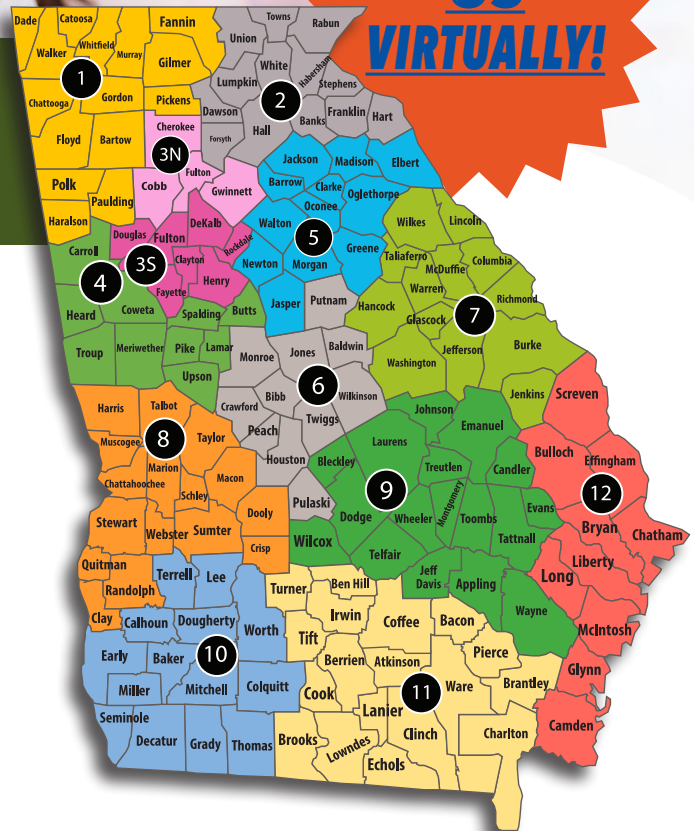 US
VIRTUALLY!
Dade
Catoosa
Fannin
Towns
Rabun
Union
Walker
Whitfield
Murray
Gilmer
White
Habersham
1
Lumpkin
Stephens
Chattooga
Gordon
Pickens
2
Dawson
Banks
Franklin
Hart
Floyd
Bartow
Cherokee
Forsyth
Hall
3N
Jackson
Madison
Elbert
Polk
Cobb
Fulton
Gwinnett
Barrow
Clarke
Oglethorpe
Paulding
Oconee
Haralson
Douglas
Fulton
DeKalb
Walton
5
Wilkes
Lincoln
Carroll
3S
Clayton
Rockdale
Newton
Morgan
Greene
Taliaferro
McDuffie
Columbia
4
Fayette
Henry
Warren
Richmond
Heard
Coweta
Spalding
Butts
Jasper
Putnam
Hancock
Glascock
7
Troup
Meriwether
Pike
Lamar
Monroe
Jones
Baldwin
Jefferson
Burke
Upson
6
Washington
Harris
Talbot
Crawford
Bibb
Wilkinson
Jenkins
Screven
Muscogee
8
Taylor
Peach
Twiggs
Johnson
Emanuel
Marion
Houston
Laurens
Bulloch
Effingham
Chattahoochee
Schley
Macon
Bleckley
Treutlen
Candler
12
Stewart
Webster
Sumter
Dooly
Pulaski
9
Montgomery
Evans
Bryan
Chatham
Crisp
Wilcox
Dodge
Wheeler
Toombs
Tattnall
Quitman
Terrell
Lee
Telfair
Liberty
Randolph
Turner
Ben Hill
Jeff
Davis
Appling
Long
Clay
Calhoun
Dougherty
Worth
Irwin
Coffee
Bacon
Wayne
McIntosh
Early
Baker
10
Tift
Pierce
Berrien
Atkinson
Glynn
Miller
Mitchell
Colquitt
Cook
11
Ware
Brantley
Seminole
Lanier
Camden
Decatur
Grady
Thomas
Brooks
Lowndes
Clinch
Charlton
Echols